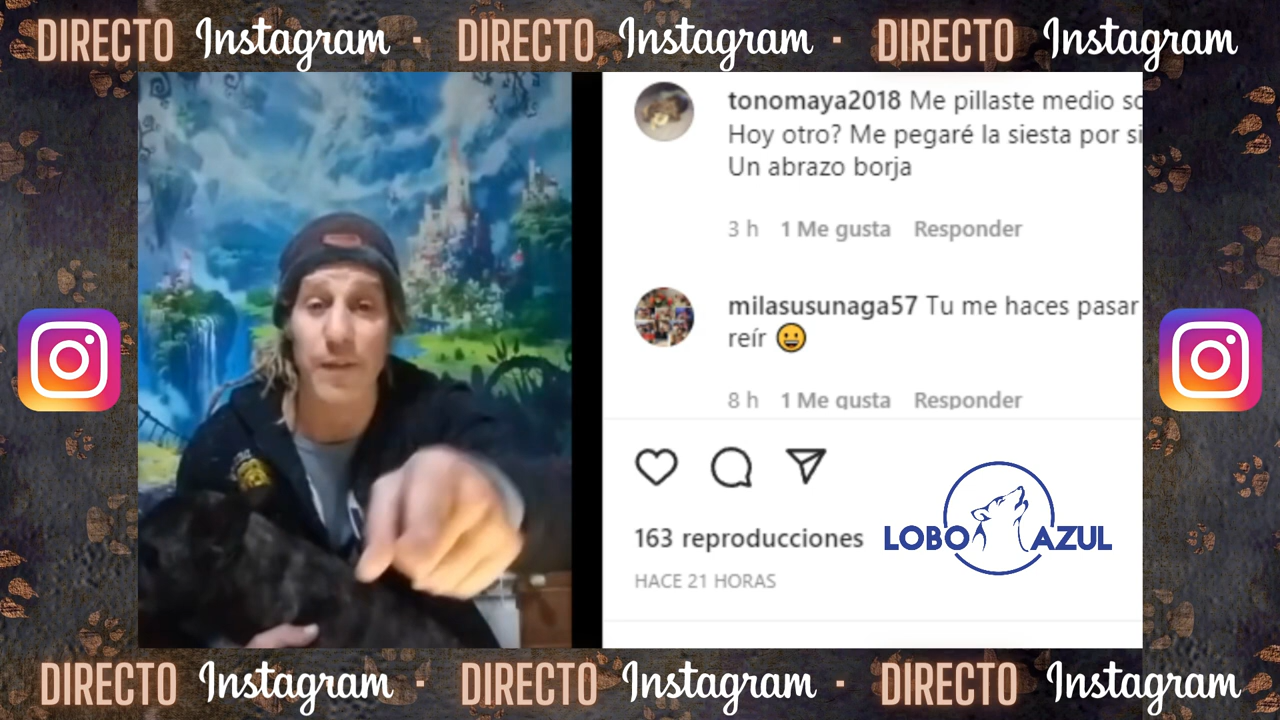 DIRECTO Instagram · DIRECTO Instagram · DIRECTO Instagram
tonomaya2018 Me pillaste medio
Hoy otro? Me pegaré la siesta por
Un abrazo borja
3 h 1 Me gusta Responder
milasusunaga57 Tu me haces pasar
reír 😀
8 h 1 Me gusta Responder
163 reproducciones
LOBO AZUL
HACE 21 HORAS
DIRECTO Instagram · DIRECTO Instagram · DIRECTO Instagram